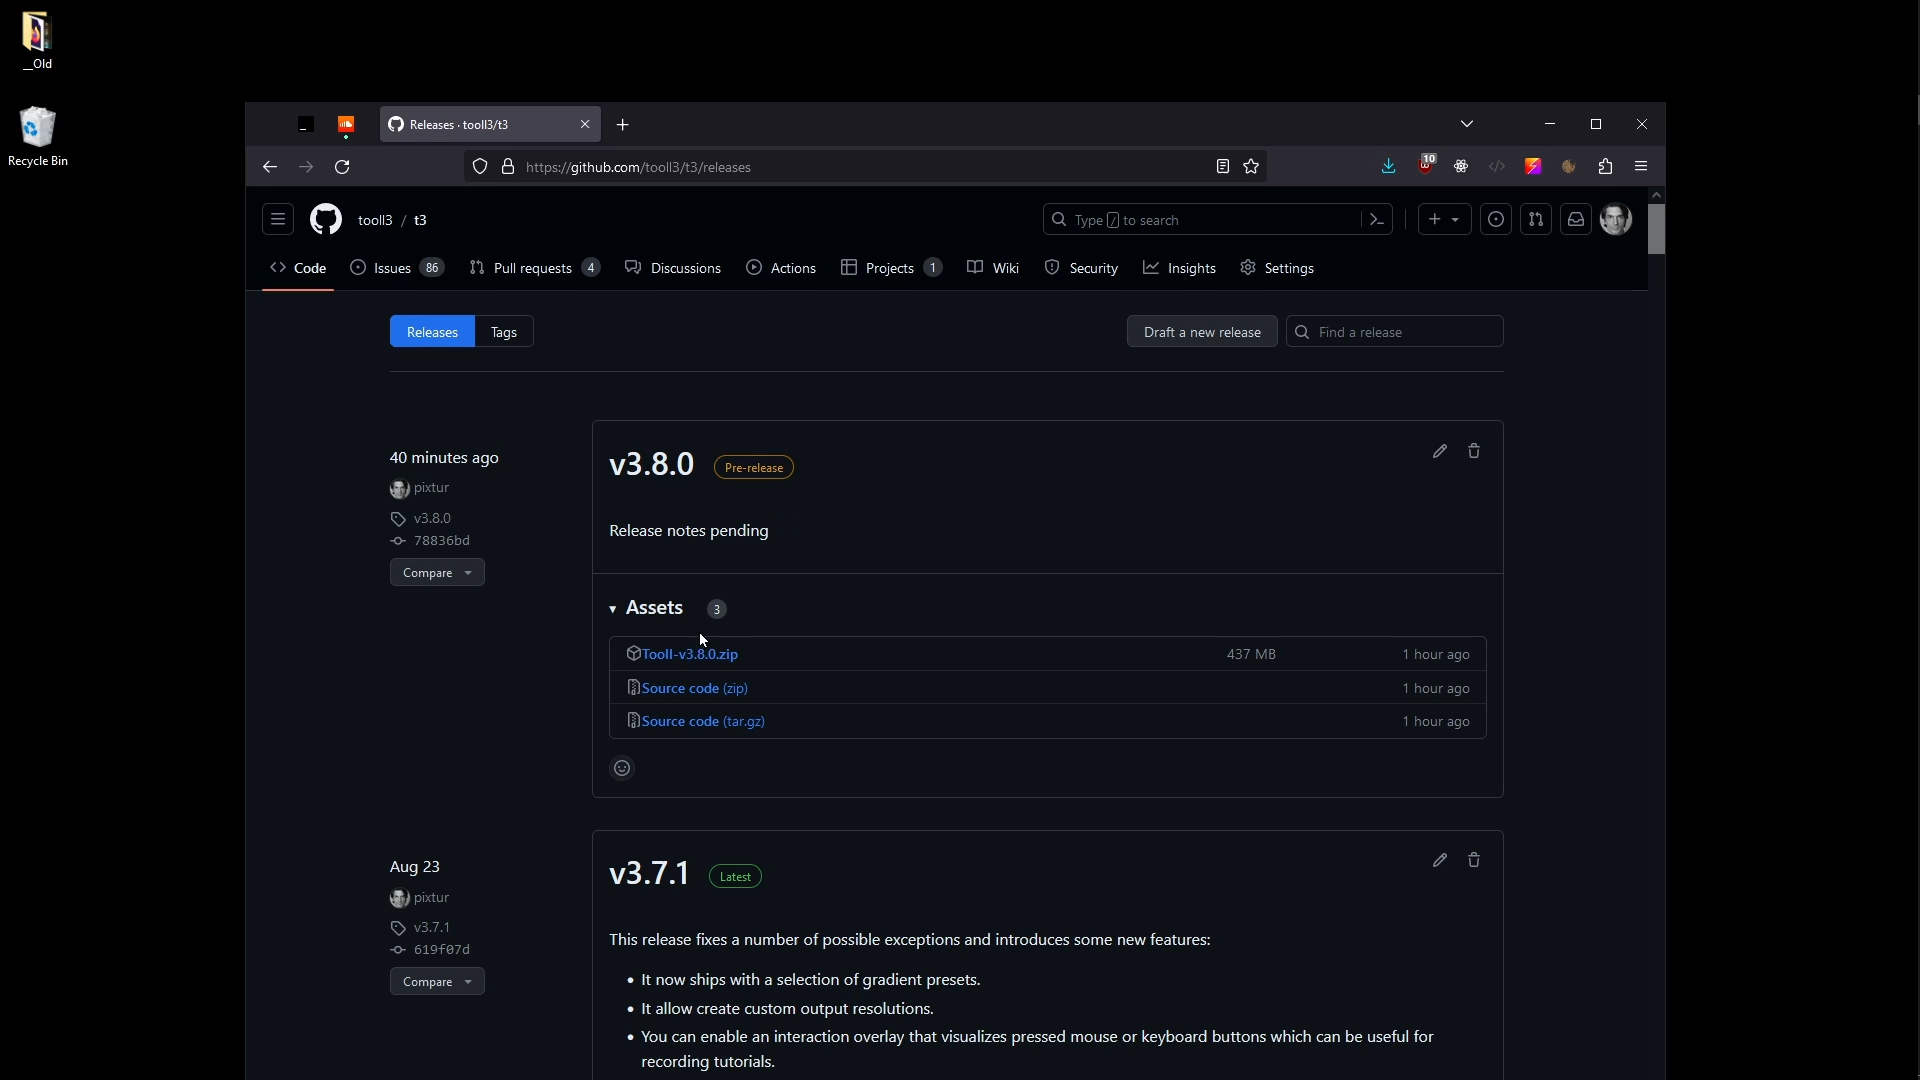 __Old
Recycle Bin
Releases · tooll3/t3
https://github.com/tooll3/t3/releases
10
tooll3 / t3
Type / to search
Code
Issues 86
Pull requests 4
Discussions
Actions
Projects 1
Wiki
Security
Insights
Settings
Releases
Tags
Draft a new release
Find a release
40 minutes ago
pixtur
v3.8.0
78836bd
Compare
v3.8.0 Pre-release
Release notes pending
Assets 3
Tooll-v3.8.0.zip 437 MB 1 hour ago
Source code (zip) 1 hour ago
Source code (tar.gz) 1 hour ago
Aug 23
pixtur
v3.7.1
619f07d
Compare
v3.7.1 Latest
This release fixes a number of possible exceptions and introduces some new features:
• It now ships with a selection of gradient presets.
• It allow create custom output resolutions.
• You can enable an interaction overlay that visualizes pressed mouse or keyboard buttons which can be useful for
recording tutorials.